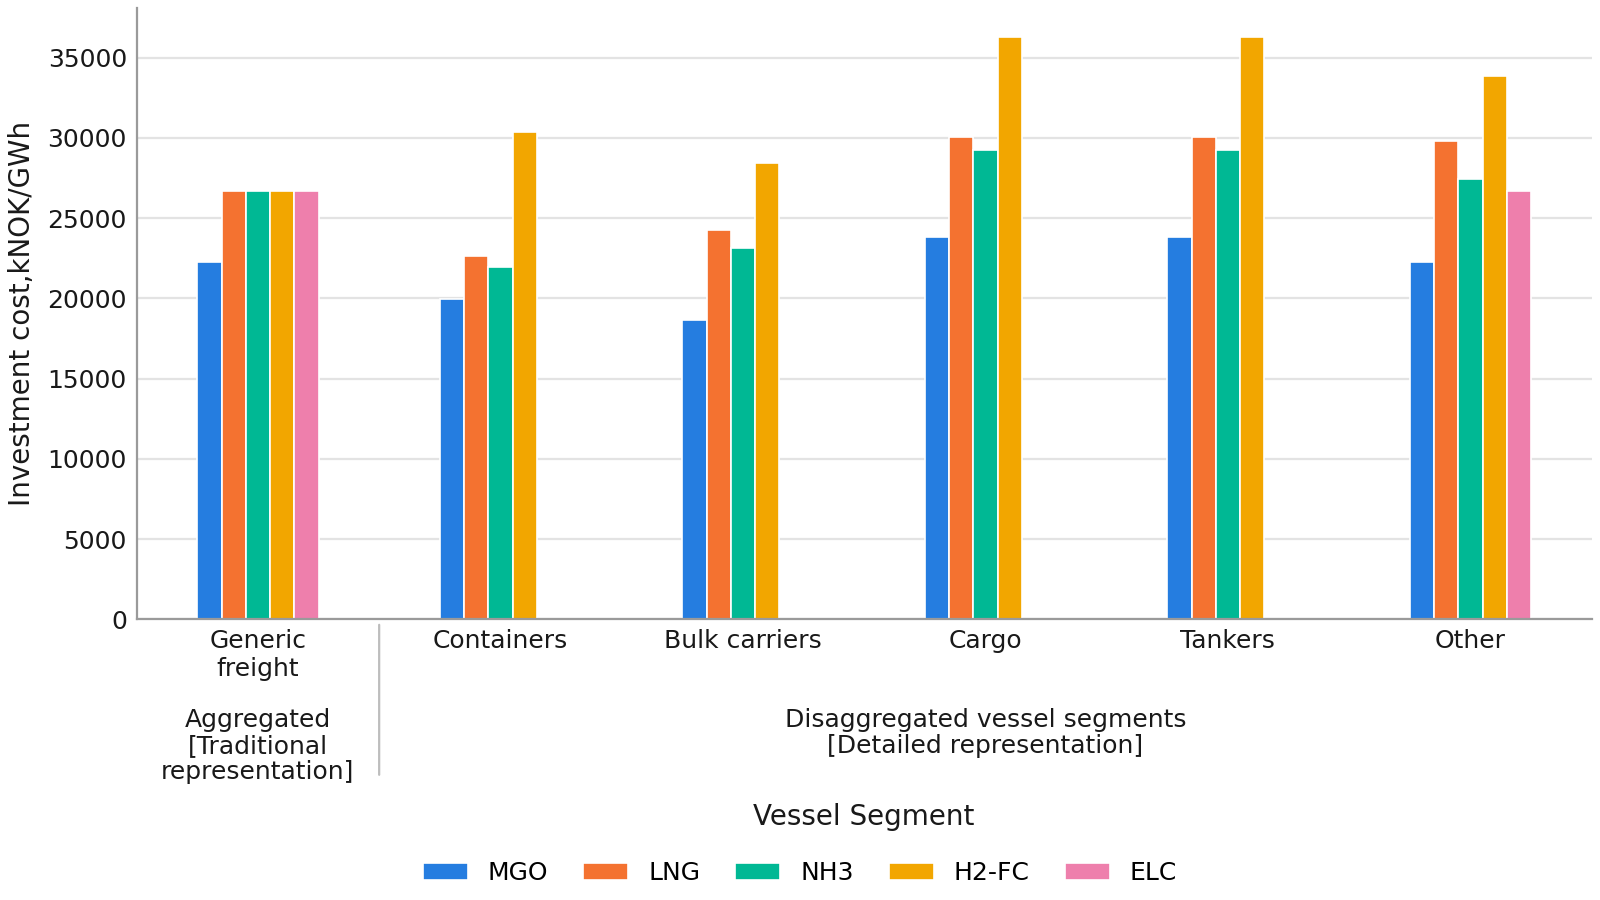 Investment cost,kNOK/GWh
35000
30000
25000
20000
15000
10000
5000
0
Generic
freight
Containers
Bulk carriers
Cargo
Tankers
Other
Aggregated
[Traditional
representation]
Disaggregated vessel segments
[Detailed representation]
Vessel Segment
MGO
LNG
NH3
H2-FC
ELC